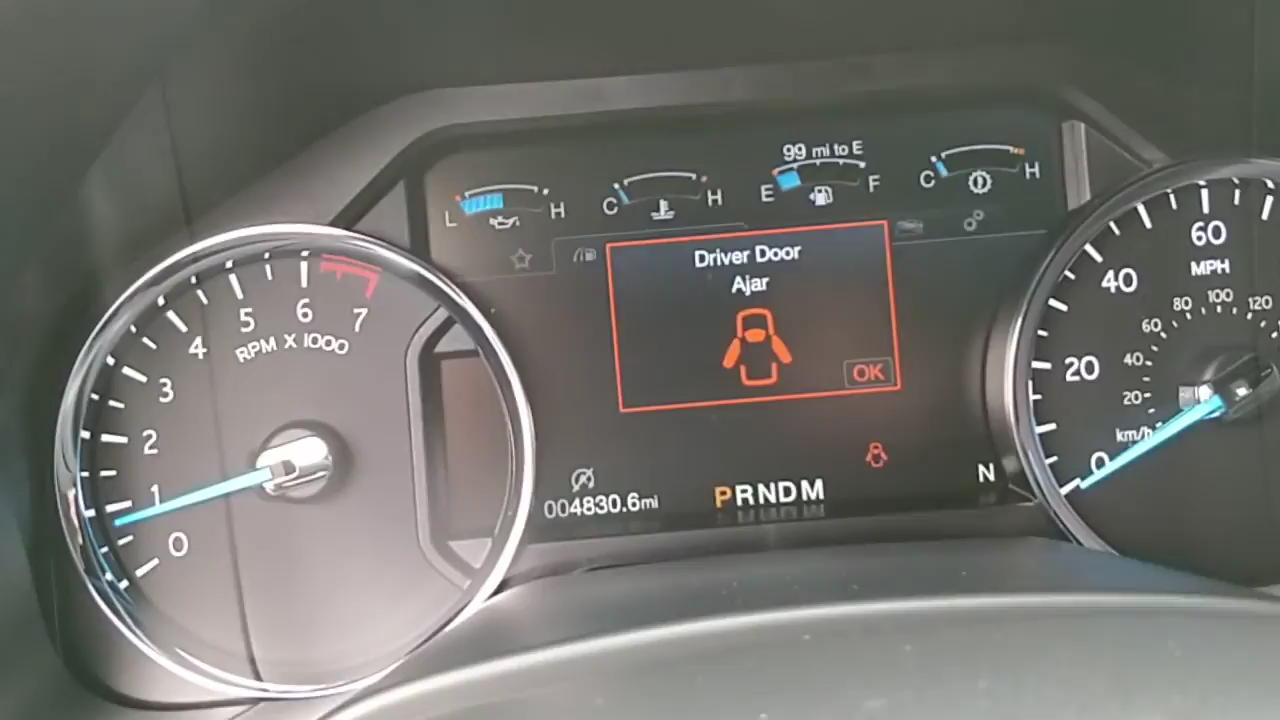 99 mi to E
L H
C H
E F
C H
Driver Door
Ajar
OK
004830.6mi
PRNDM
N
0
1
2
3
4
5
6
7
RPM X 1000
0
20
40
60
MPH
20
40
60
80
100
120
km/h